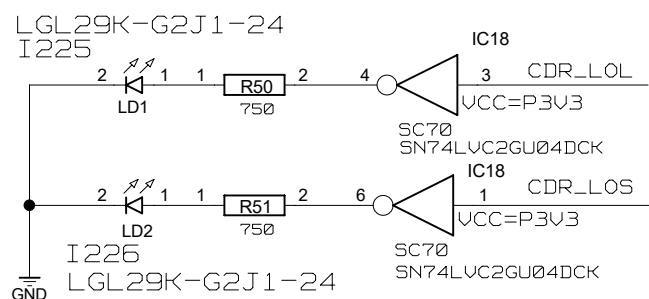 LGL29K-G2J1-24
I225
IC18
2 1 1 R50 2 4 3 CDR_LOL
LD1 750 VCC=P3V3
SC70
SN74LVC2GU04DCK
IC18
2 1 1 R51 2 6 1 CDR_LOS
LD2 750 VCC=P3V3
I226
SC70
LGL29K-G2J1-24
SN74LVC2GU04DCK
GND